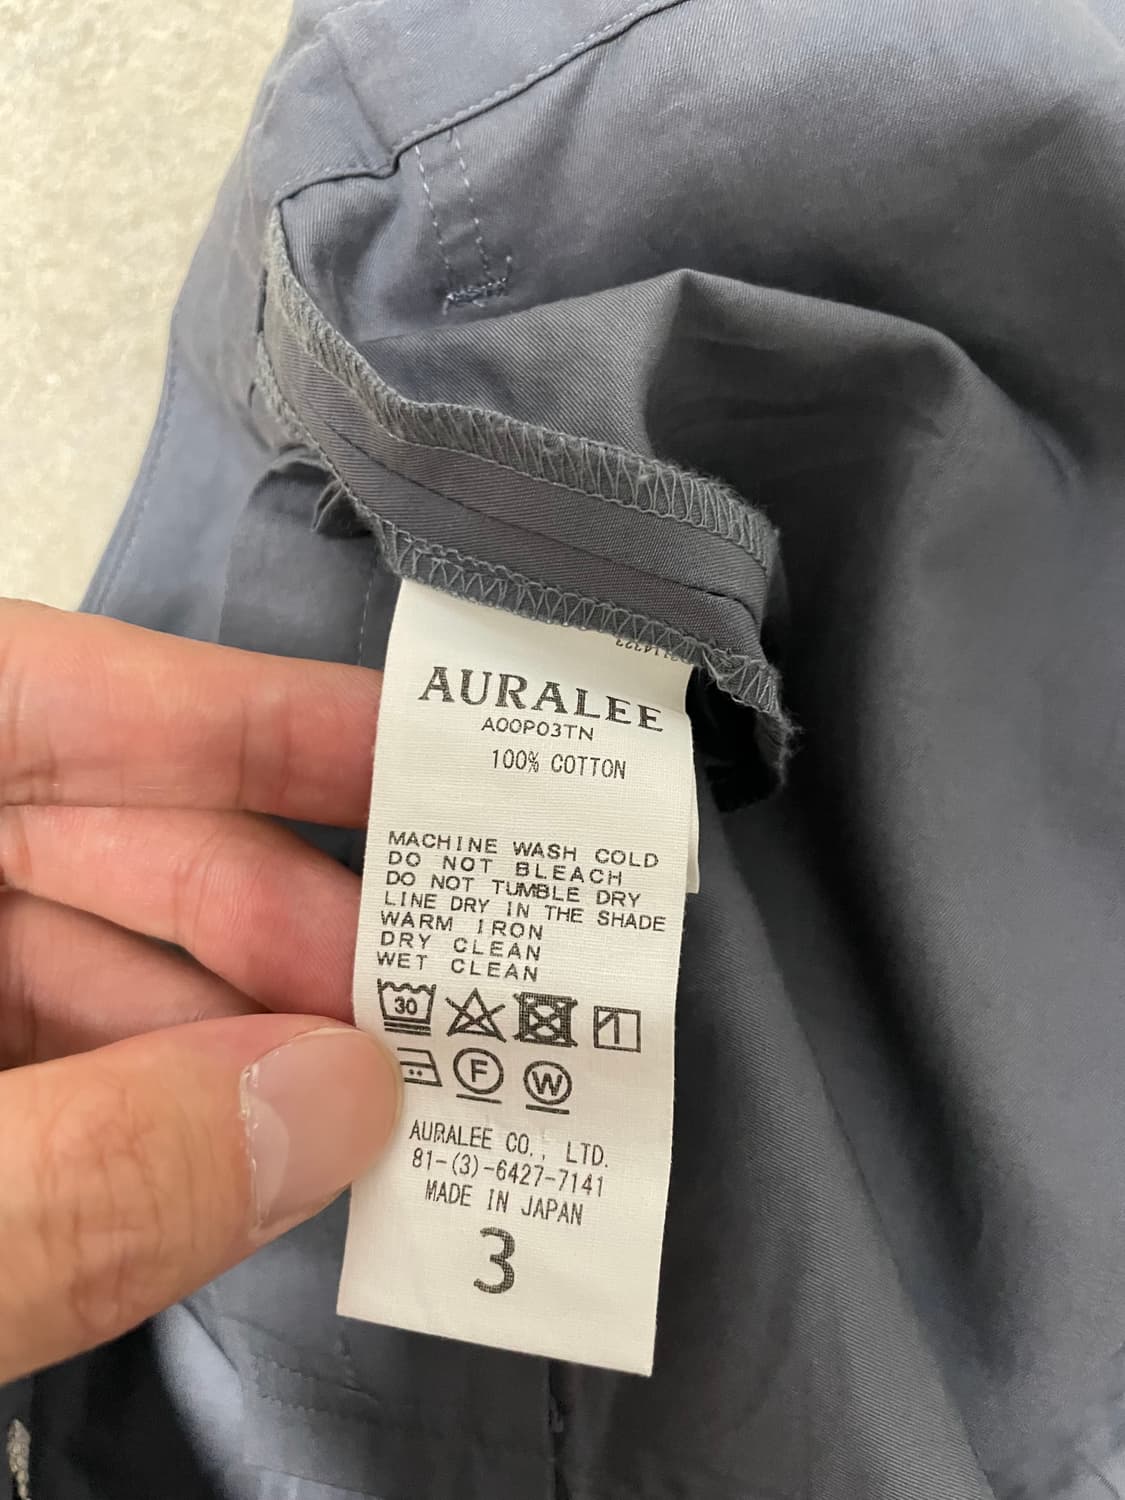 AURALEE
A00P03TN
100% COTTON
MACHINE WASH COLD
DO NOT BLEACH
DO NOT TUMBLE DRY
LINE DRY IN THE SHADE
WARM IRON
DRY CLEAN
WET CLEAN
30
F
W
AURALEE CO., LTD.
81-(3)-6427-7141
MADE IN JAPAN
3